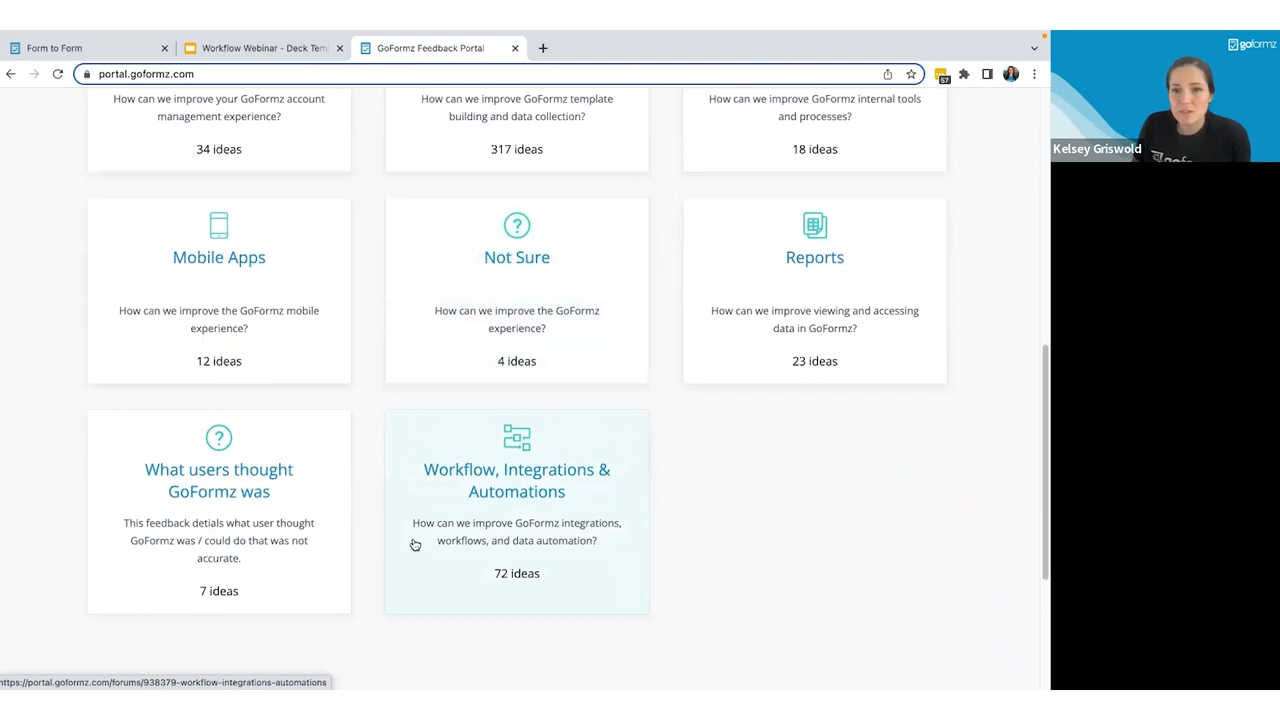 Form to Form
Workflow Webinar - Deck Tem
GoFormz Feedback Portal
portal.goformz.com
57
goformz
Kelsey Griswold
How can we improve your GoFormz account
management experience?
34 ideas
How can we improve GoFormz template
building and data collection?
317 ideas
How can we improve GoFormz internal tools
and processes?
18 ideas
Mobile Apps
How can we improve the GoFormz mobile
experience?
12 ideas
Not Sure
How can we improve the GoFormz
experience?
4 ideas
Reports
How can we improve viewing and accessing
data in GoFormz?
23 ideas
What users thought
GoFormz was
This feedback detials what user thought
GoFormz was / could do that was not
accurate.
7 ideas
Workflow, Integrations &
Automations
How can we improve GoFormz integrations,
workflows, and data automation?
72 ideas
https://portal.goformz.com/forums/938379-workflow-integrations-automations